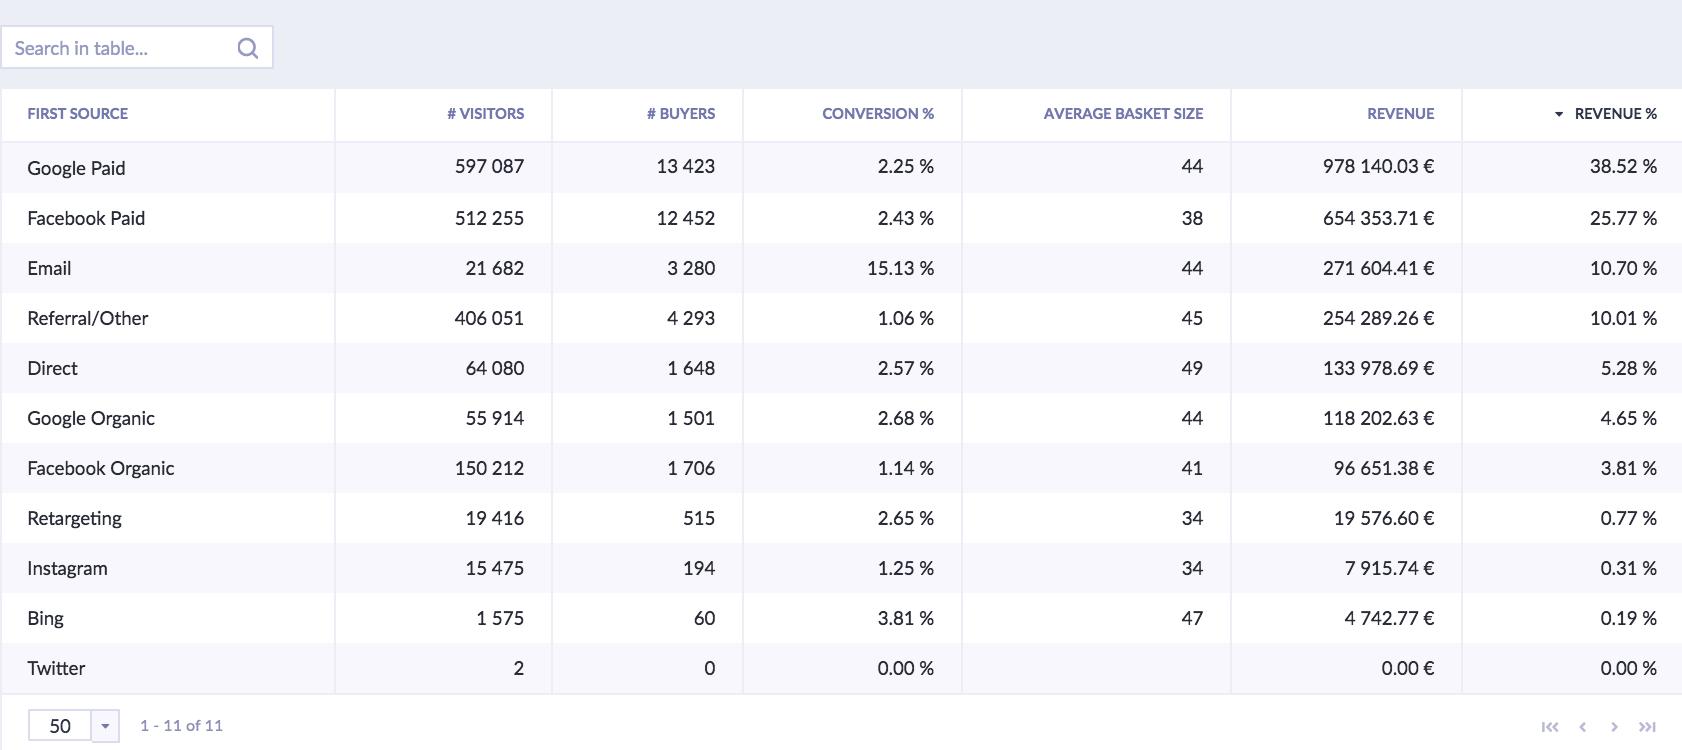 Search in table...
FIRST SOURCE # VISITORS # BUYERS CONVERSION % AVERAGE BASKET SIZE REVENUE REVENUE %
Google Paid 597 087 13 423 2.25 % 44 978 140.03 € 38.52 %
Facebook Paid 512 255 12 452 2.43 % 38 654 353.71 € 25.77 %
Email 21 682 3 280 15.13 % 44 271 604.41 € 10.70 %
Referral/Other 406 051 4 293 1.06 % 45 254 289.26 € 10.01 %
Direct 64 080 1 648 2.57 % 49 133 978.69 € 5.28 %
Google Organic 55 914 1 501 2.68 % 44 118 202.63 € 4.65 %
Facebook Organic 150 212 1 706 1.14 % 41 96 651.38 € 3.81 %
Retargeting 19 416 515 2.65 % 34 19 576.60 € 0.77 %
Instagram 15 475 194 1.25 % 34 7 915.74 € 0.31 %
Bing 1 575 60 3.81 % 47 4 742.77 € 0.19 %
Twitter 2 0 0.00 % 0.00 € 0.00 %
50 1 - 11 of 11